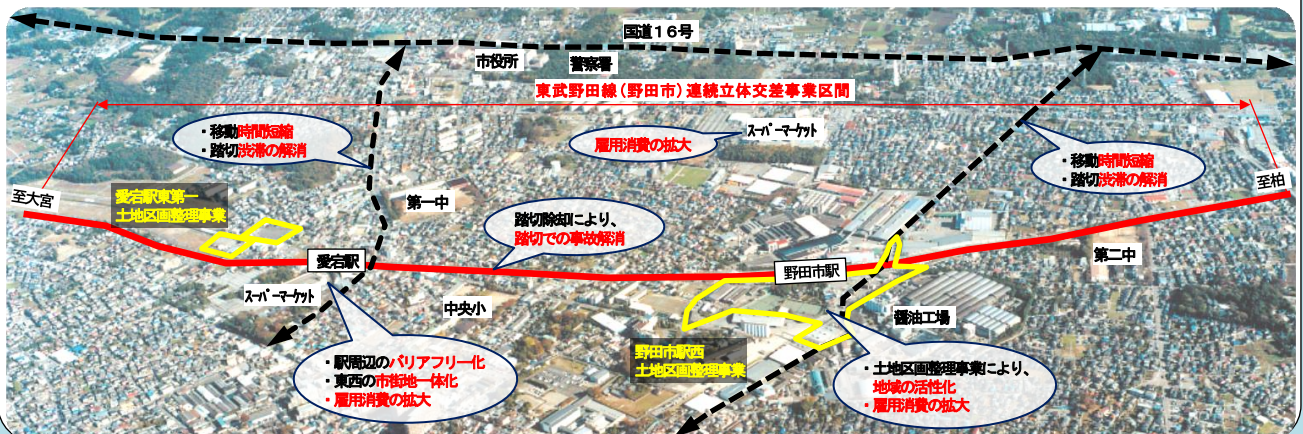 国道１６号
市役所
警察署
東武野田線（野田市）連続立体交差事業区間
・移動時間短縮
・踏切渋滞の解消
雇用消費の拡大
スーパーマーケット
・移動時間短縮
・踏切渋滞の解消
至大宮
至柏
愛宕駅東第一
土地区画整理事業
第一中
踏切除却により、
踏切での事故解消
愛宕駅
野田市駅
第二中
スーパーマーケット
中央小
醤油工場
・駅周辺のバリアフリー化
・東西の市街地一体化
・雇用消費の拡大
野田市駅西
土地区画整理事業
・土地区画整理事業により、
地域の活性化
・雇用消費の拡大